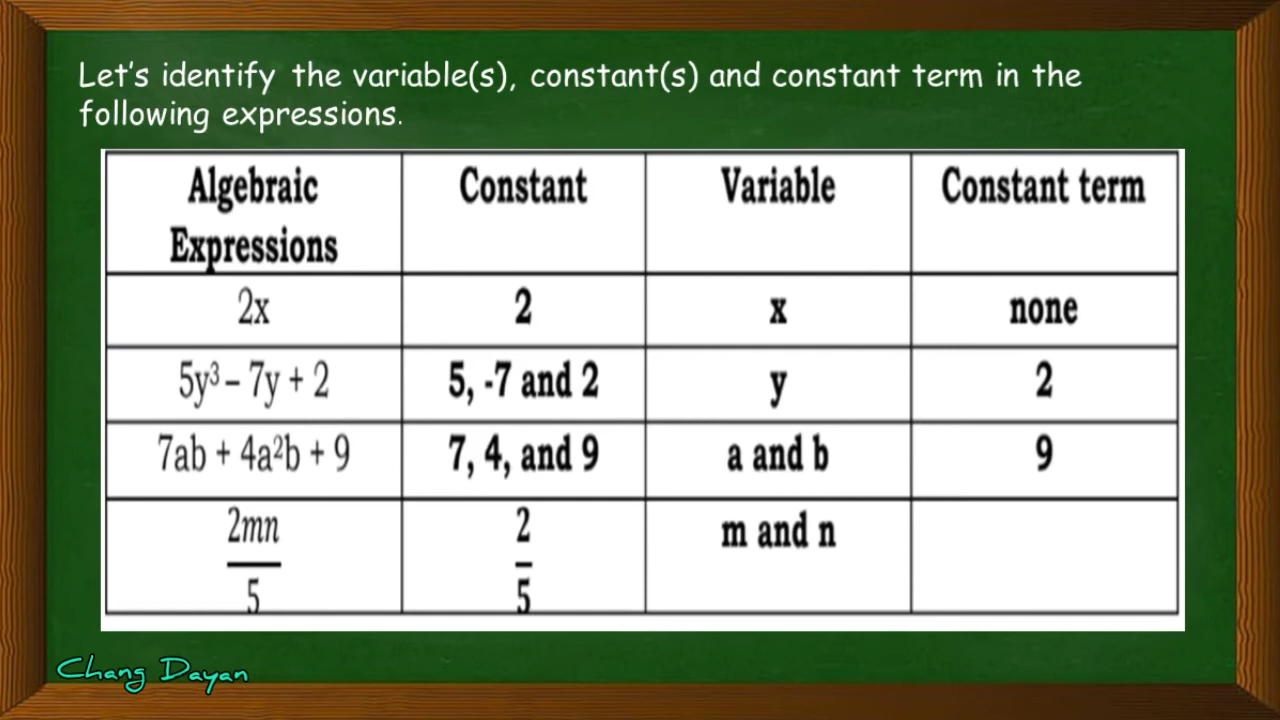 Let's identify the variable(s), constant(s) and constant term in the
following expressions.
Algebraic Expressions | Constant | Variable | Constant term
2x | 2 | x | none
5y³ – 7y + 2 | 5, -7 and 2 | y | 2
7ab + 4a²b + 9 | 7, 4, and 9 | a and b | 9
2mn/5 | 2/5 | m and n |
Chang Dayan